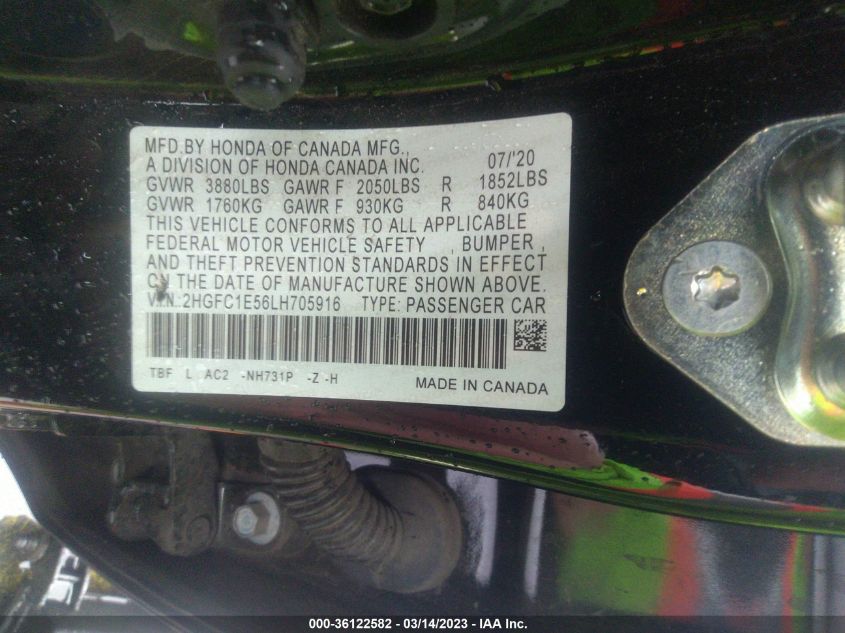 MFD.BY HONDA OF CANADA MFG.,
A DIVISION OF HONDA CANADA INC. 07/'20
GVWR 3880LBS GAWR F 2050LBS R 1852LBS
GVWR 1760KG GAWR F 930KG R 840KG
THIS VEHICLE CONFORMS TO ALL APPLICABLE
FEDERAL MOTOR VEHICLE SAFETY , BUMPER ,
AND THEFT PREVENTION STANDARDS IN EFFECT
ON THE DATE OF MANUFACTURE SHOWN ABOVE.
V.I.N.:2HGFC1E56LH705916 TYPE: PASSENGER CAR
TBF L AC2 -NH731P -Z -H
MADE IN CANADA
000-36122582 — 03/14/2023 — IAA Inc.